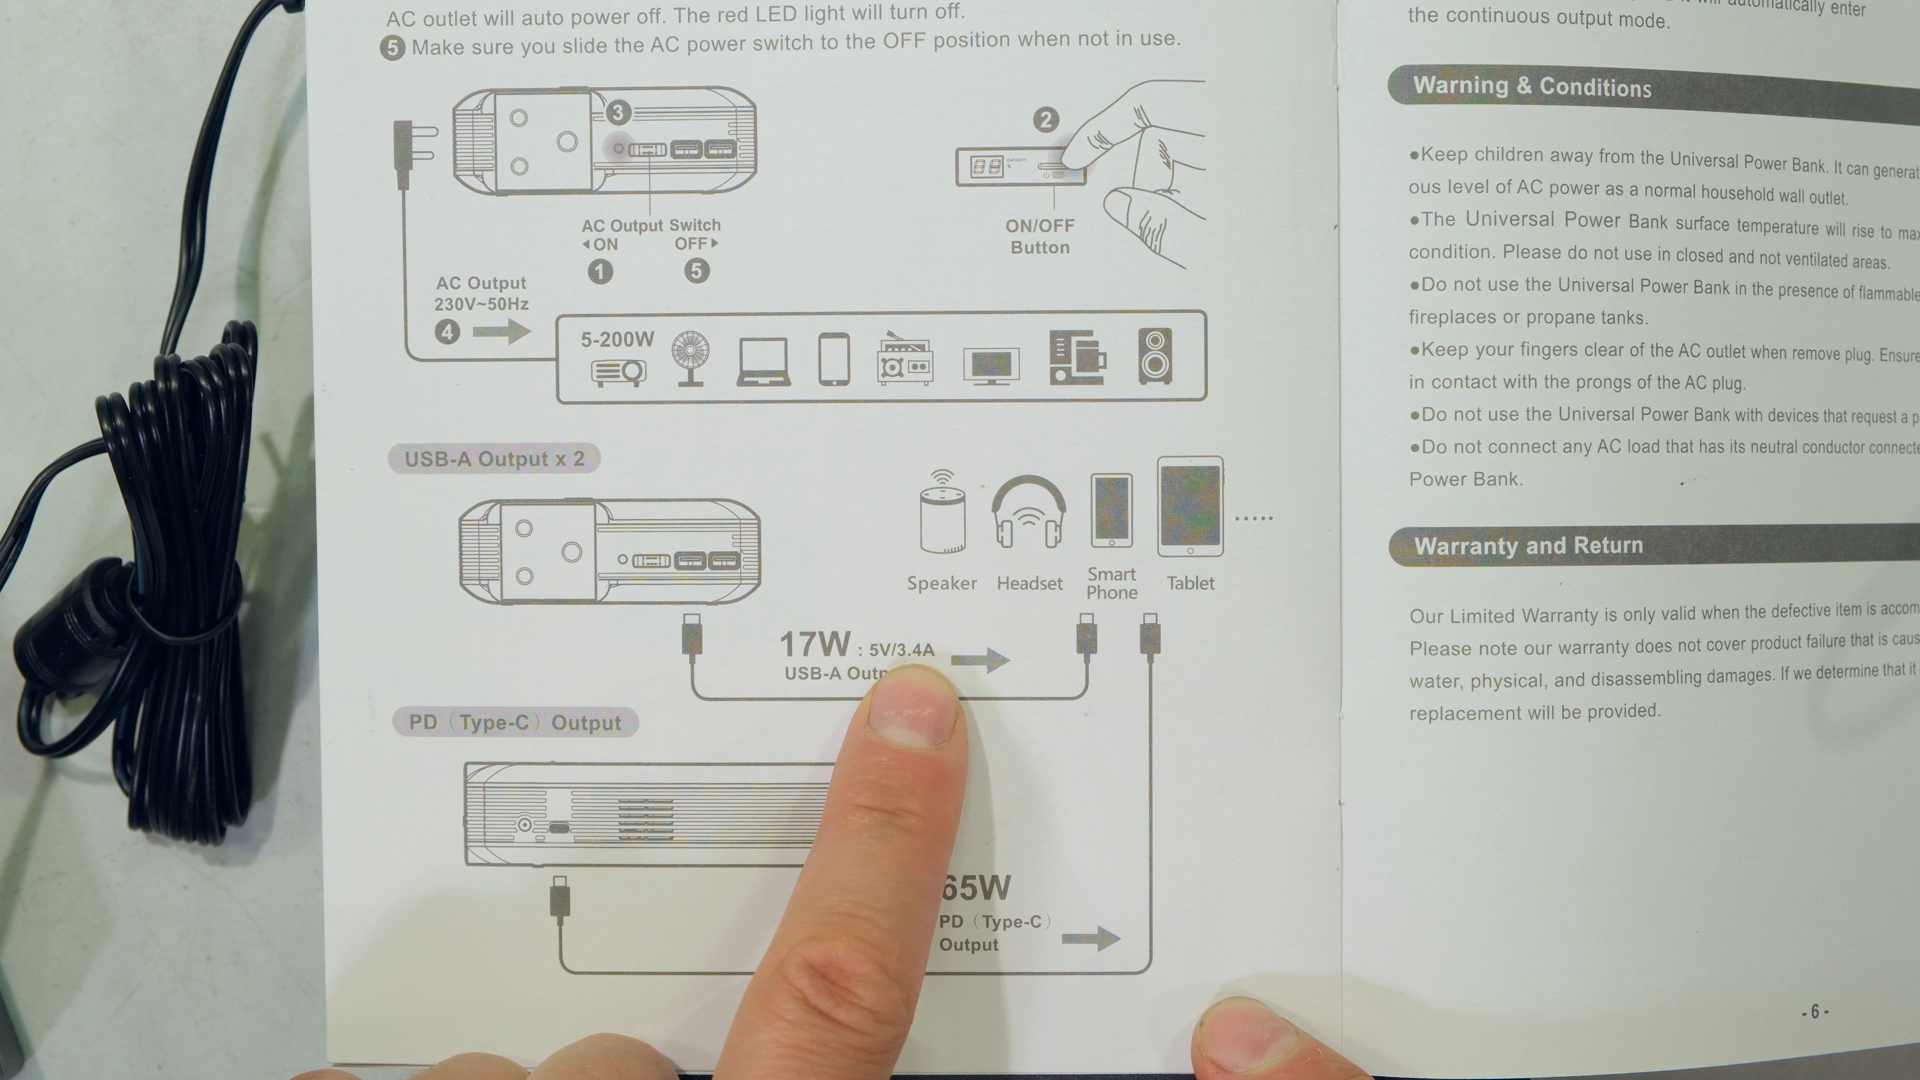 AC outlet will auto power off. The red LED light will turn off.
5 Make sure you slide the AC power switch to the OFF position when not in use.
3
2
AC Output Switch
◂ON OFF▸
1 5
ON/OFF
Button
AC Output
230V~50Hz
4
5-200W
USB-A Output x 2
Speaker Headset Smart Phone Tablet
17W : 5V/3.4A
USB-A
PD（Type-C）Output
65W
PD（Type-C）
Output
automatically enter
the continuous output mode.
Warning & Conditions
●Keep children away from the Universal Power Bank. It can
ous level of AC power as a normal household wall outlet.
●The Universal Power Bank surface temperature will rise to
condition. Please do not use in closed and not ventilated areas.
●Do not use the Universal Power Bank in the presence of flammable
fireplaces or propane tanks.
●Keep your fingers clear of the AC outlet when remove plug. Ensure
in contact with the prongs of the AC plug.
●Do not use the Universal Power Bank with devices that request a
●Do not connect any AC load that has its neutral conductor
Power Bank.
Warranty and Return
Our Limited Warranty is only valid when the defective item is
Please note our warranty does not cover product failure that is
water, physical, and disassembling damages. If we determine that it
replacement will be provided.
- 6 -